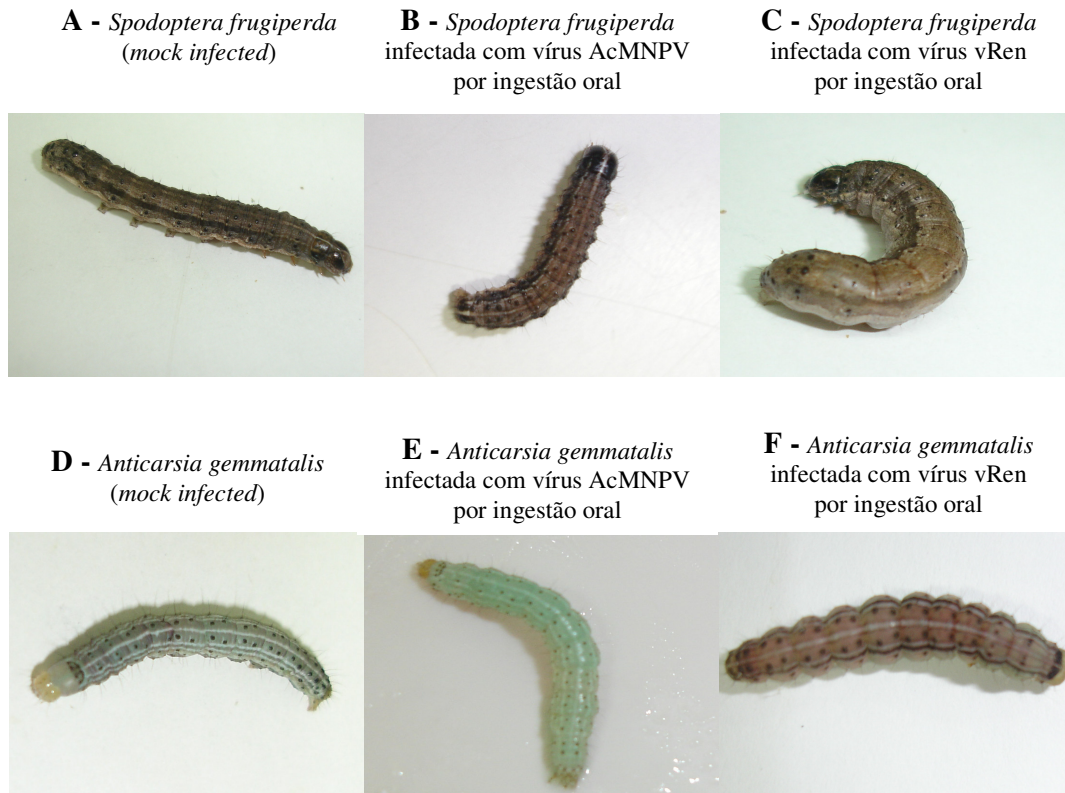 A - Spodoptera frugiperda
(mock infected)
B - Spodoptera frugiperda
infectada com vírus AcMNPV
por ingestão oral
C - Spodoptera frugiperda
infectada com vírus vRen
por ingestão oral
D - Anticarsia gemmatalis
(mock infected)
E - Anticarsia gemmatalis
infectada com vírus AcMNPV
por ingestão oral
F - Anticarsia gemmatalis
infectada com vírus vRen
por ingestão oral